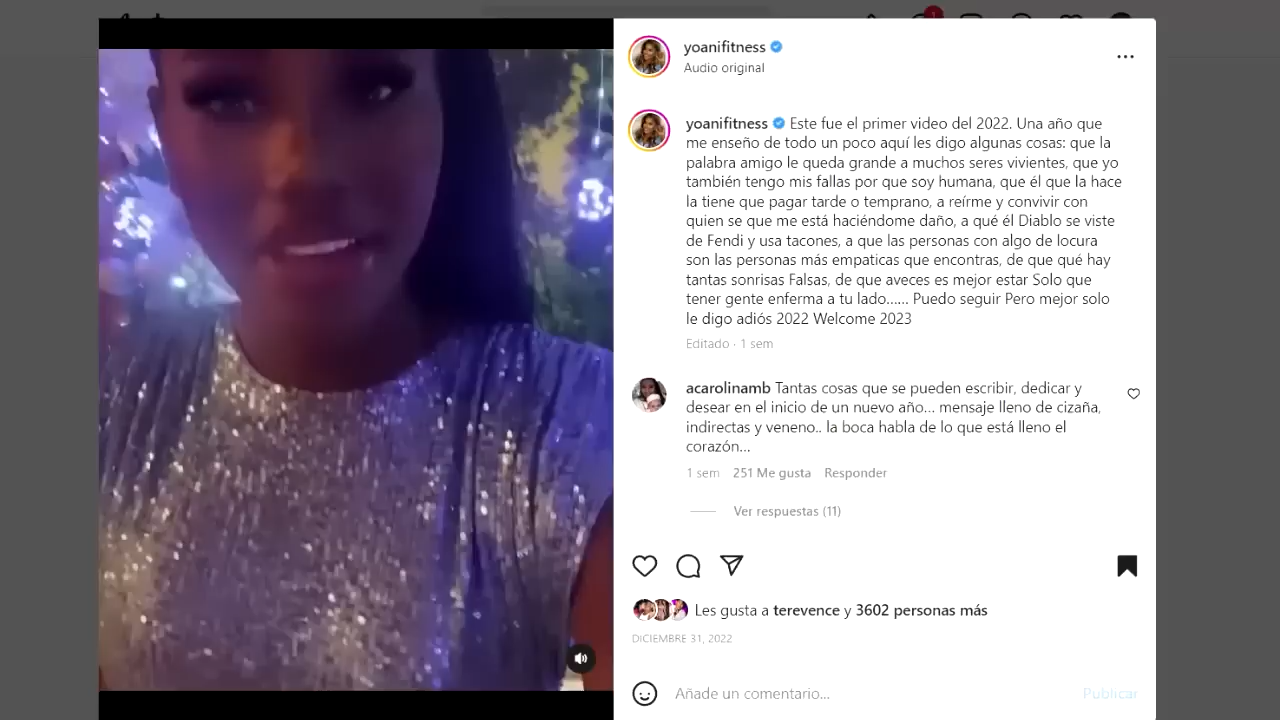 1
yoanifitness
Audio original
yoanifitness Este fue el primer video del 2022. Una año que
me enseño de todo un poco aquí les digo algunas cosas: que la
palabra amigo le queda grande a muchos seres vivientes, que yo
también tengo mis fallas por que soy humana, que él que la hace
la tiene que pagar tarde o temprano, a reírme y convivir con
quien se que me está haciéndome daño, a qué él Diablo se viste
de Fendi y usa tacones, a que las personas con algo de locura
son las personas más empaticas que encontras, de que qué hay
tantas sonrisas Falsas, de que aveces es mejor estar Solo que
tener gente enferma a tu lado...... Puedo seguir Pero mejor solo
le digo adiós 2022 Welcome 2023
Editado · 1 sem
acarolinamb Tantas cosas que se pueden escribir, dedicar y
desear en el inicio de un nuevo año... mensaje lleno de cizaña,
indirectas y veneno.. la boca habla de lo que está lleno el
corazón...
1 sem 251 Me gusta Responder
Ver respuestas (11)
Les gusta a terevence y 3602 personas más
DICIEMBRE 31, 2022
Añade un comentario...
Publicar